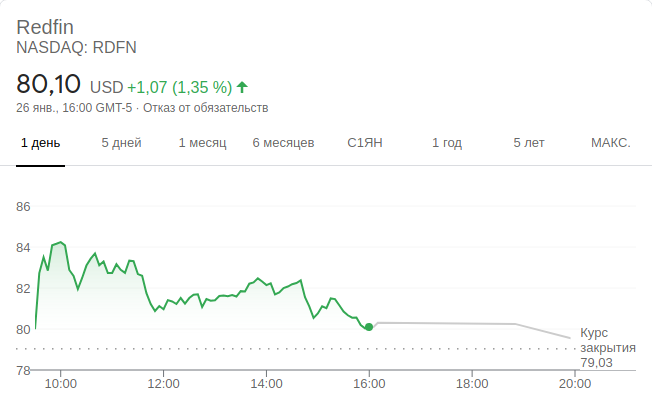 Redfin
NASDAQ: RDFN
80,10 USD +1,07 (1,35 %)
26 янв., 16:00 GMT-5 · Отказ от обязательств
1 день 5 дней 1 месяц 6 месяцев С1ЯН 1 год 5 лет МАКС.
86
84
82
80
Курс
закрытия
79,03
78
10:00 12:00 14:00 16:00 18:00 20:00